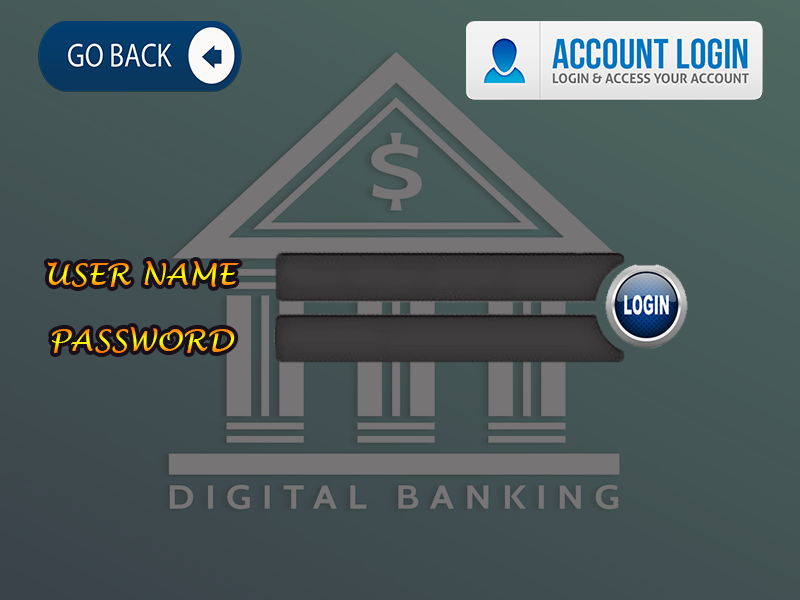 GO BACK
ACCOUNT LOGIN
LOGIN & ACCESS YOUR ACCOUNT
$
USER NAME
LOGIN
PASSWORD
DIGITAL BANKING